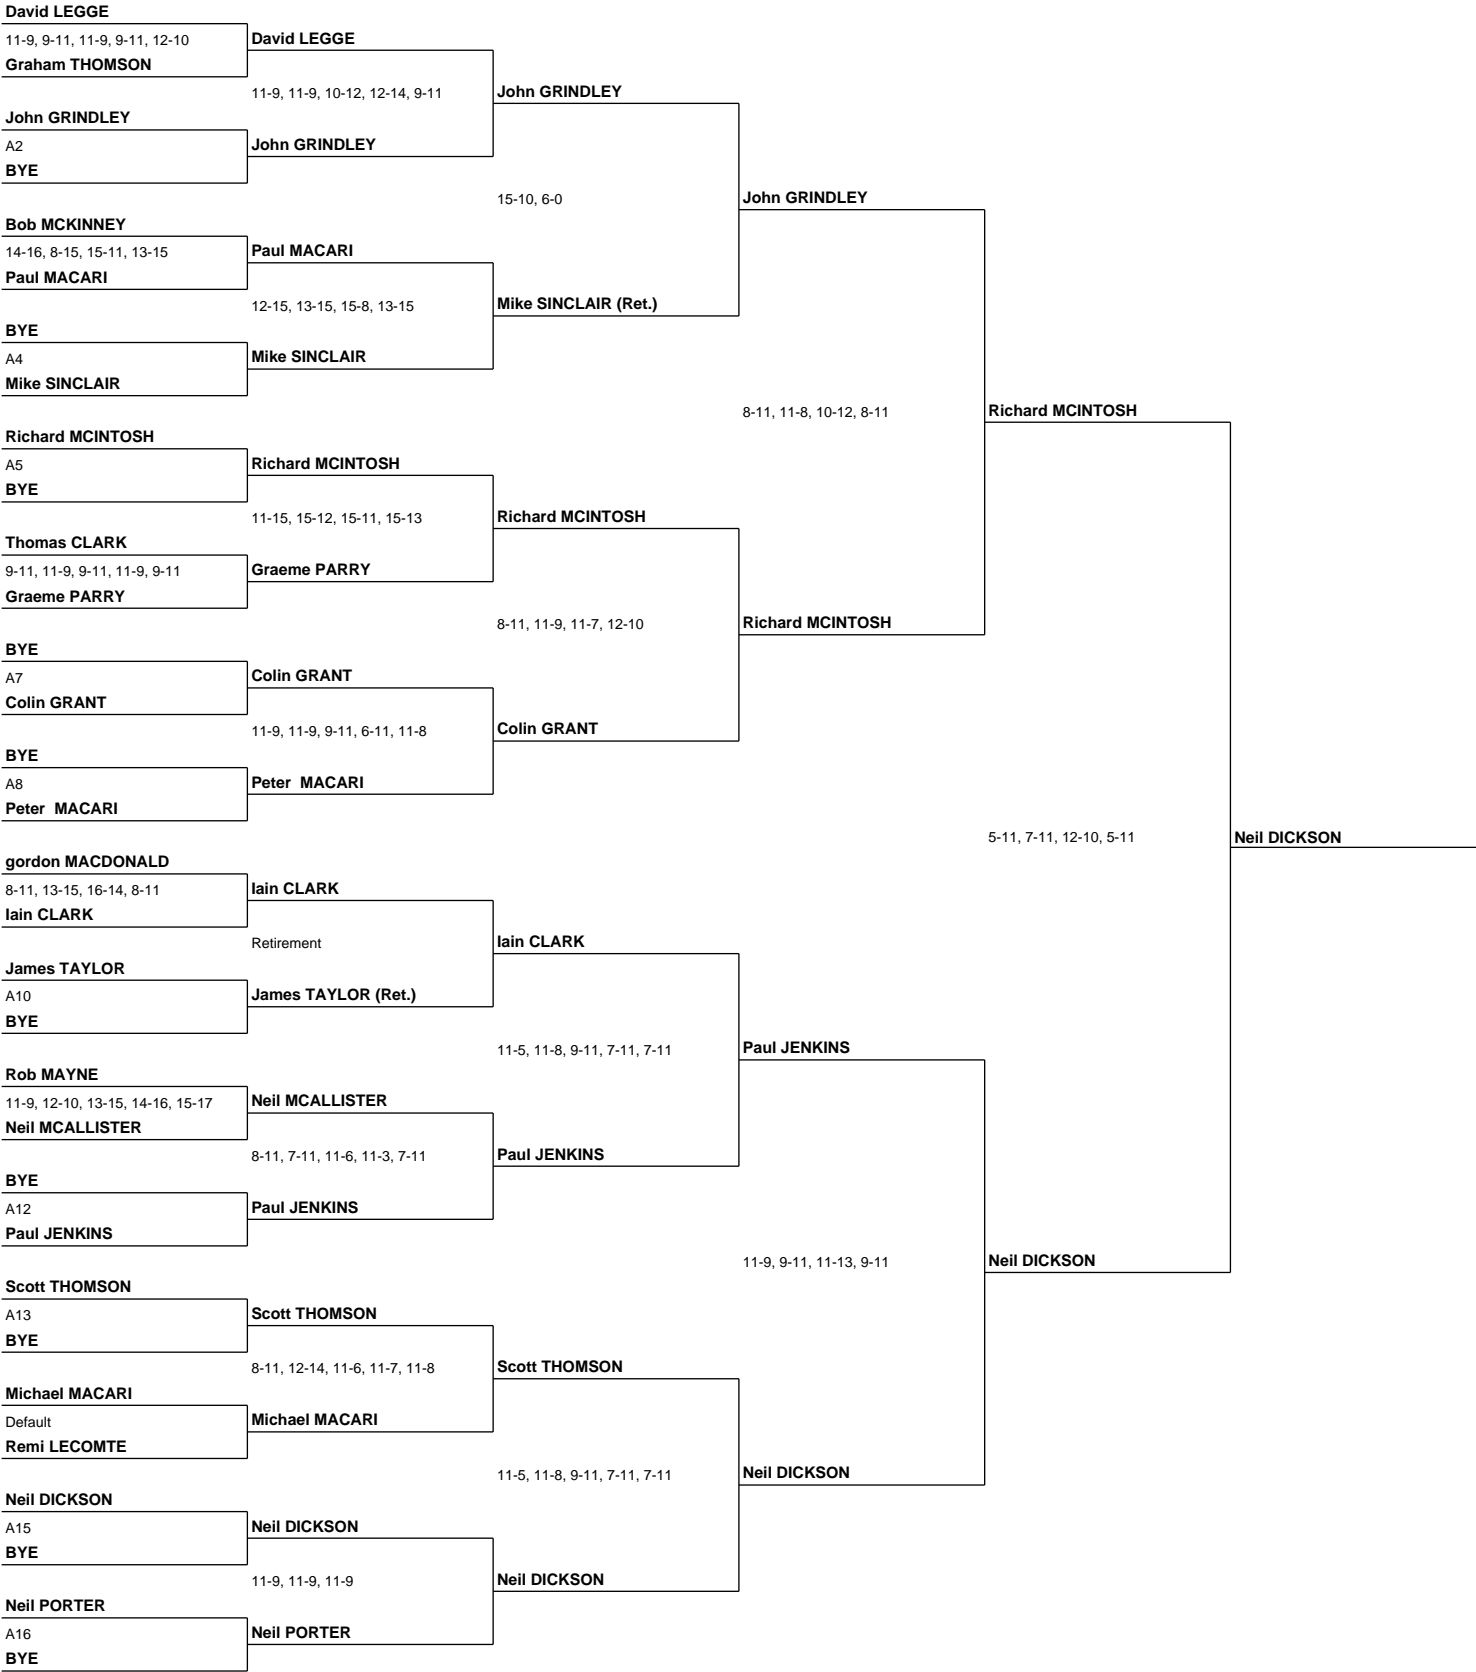 David LEGGE
11-9, 9-11, 11-9, 9-11, 12-10
David LEGGE
Graham THOMSON
11-9, 11-9, 10-12, 12-14, 9-11
John GRINDLEY
John GRINDLEY
A2
John GRINDLEY
BYE
15-10, 6-0
John GRINDLEY
Bob MCKINNEY
14-16, 8-15, 15-11, 13-15
Paul MACARI
Paul MACARI
12-15, 13-15, 15-8, 13-15
Mike SINCLAIR (Ret.)
BYE
A4
Mike SINCLAIR
Mike SINCLAIR
8-11, 11-8, 10-12, 8-11
Richard MCINTOSH
Richard MCINTOSH
A5
Richard MCINTOSH
BYE
11-15, 15-12, 15-11, 15-13
Richard MCINTOSH
Thomas CLARK
9-11, 11-9, 9-11, 11-9, 9-11
Graeme PARRY
Graeme PARRY
8-11, 11-9, 11-7, 12-10
Richard MCINTOSH
BYE
A7
Colin GRANT
Colin GRANT
11-9, 11-9, 9-11, 6-11, 11-8
Colin GRANT
BYE
A8
Peter  MACARI
Peter  MACARI
5-11, 7-11, 12-10, 5-11
Neil DICKSON
gordon MACDONALD
8-11, 13-15, 16-14, 8-11
Iain CLARK
Iain CLARK
Retirement
Iain CLARK
James TAYLOR
A10
James TAYLOR (Ret.)
BYE
11-5, 11-8, 9-11, 7-11, 7-11
Paul JENKINS
Rob MAYNE
11-9, 12-10, 13-15, 14-16, 15-17
Neil MCALLISTER
Neil MCALLISTER
8-11, 7-11, 11-6, 11-3, 7-11
Paul JENKINS
BYE
A12
Paul JENKINS
Paul JENKINS
11-9, 9-11, 11-13, 9-11
Neil DICKSON
Scott THOMSON
A13
Scott THOMSON
BYE
8-11, 12-14, 11-6, 11-7, 11-8
Scott THOMSON
Michael MACARI
Default
Michael MACARI
Remi LECOMTE
11-5, 11-8, 9-11, 7-11, 7-11
Neil DICKSON
Neil DICKSON
A15
Neil DICKSON
BYE
11-9, 11-9, 11-9
Neil DICKSON
Neil PORTER
A16
Neil PORTER
BYE